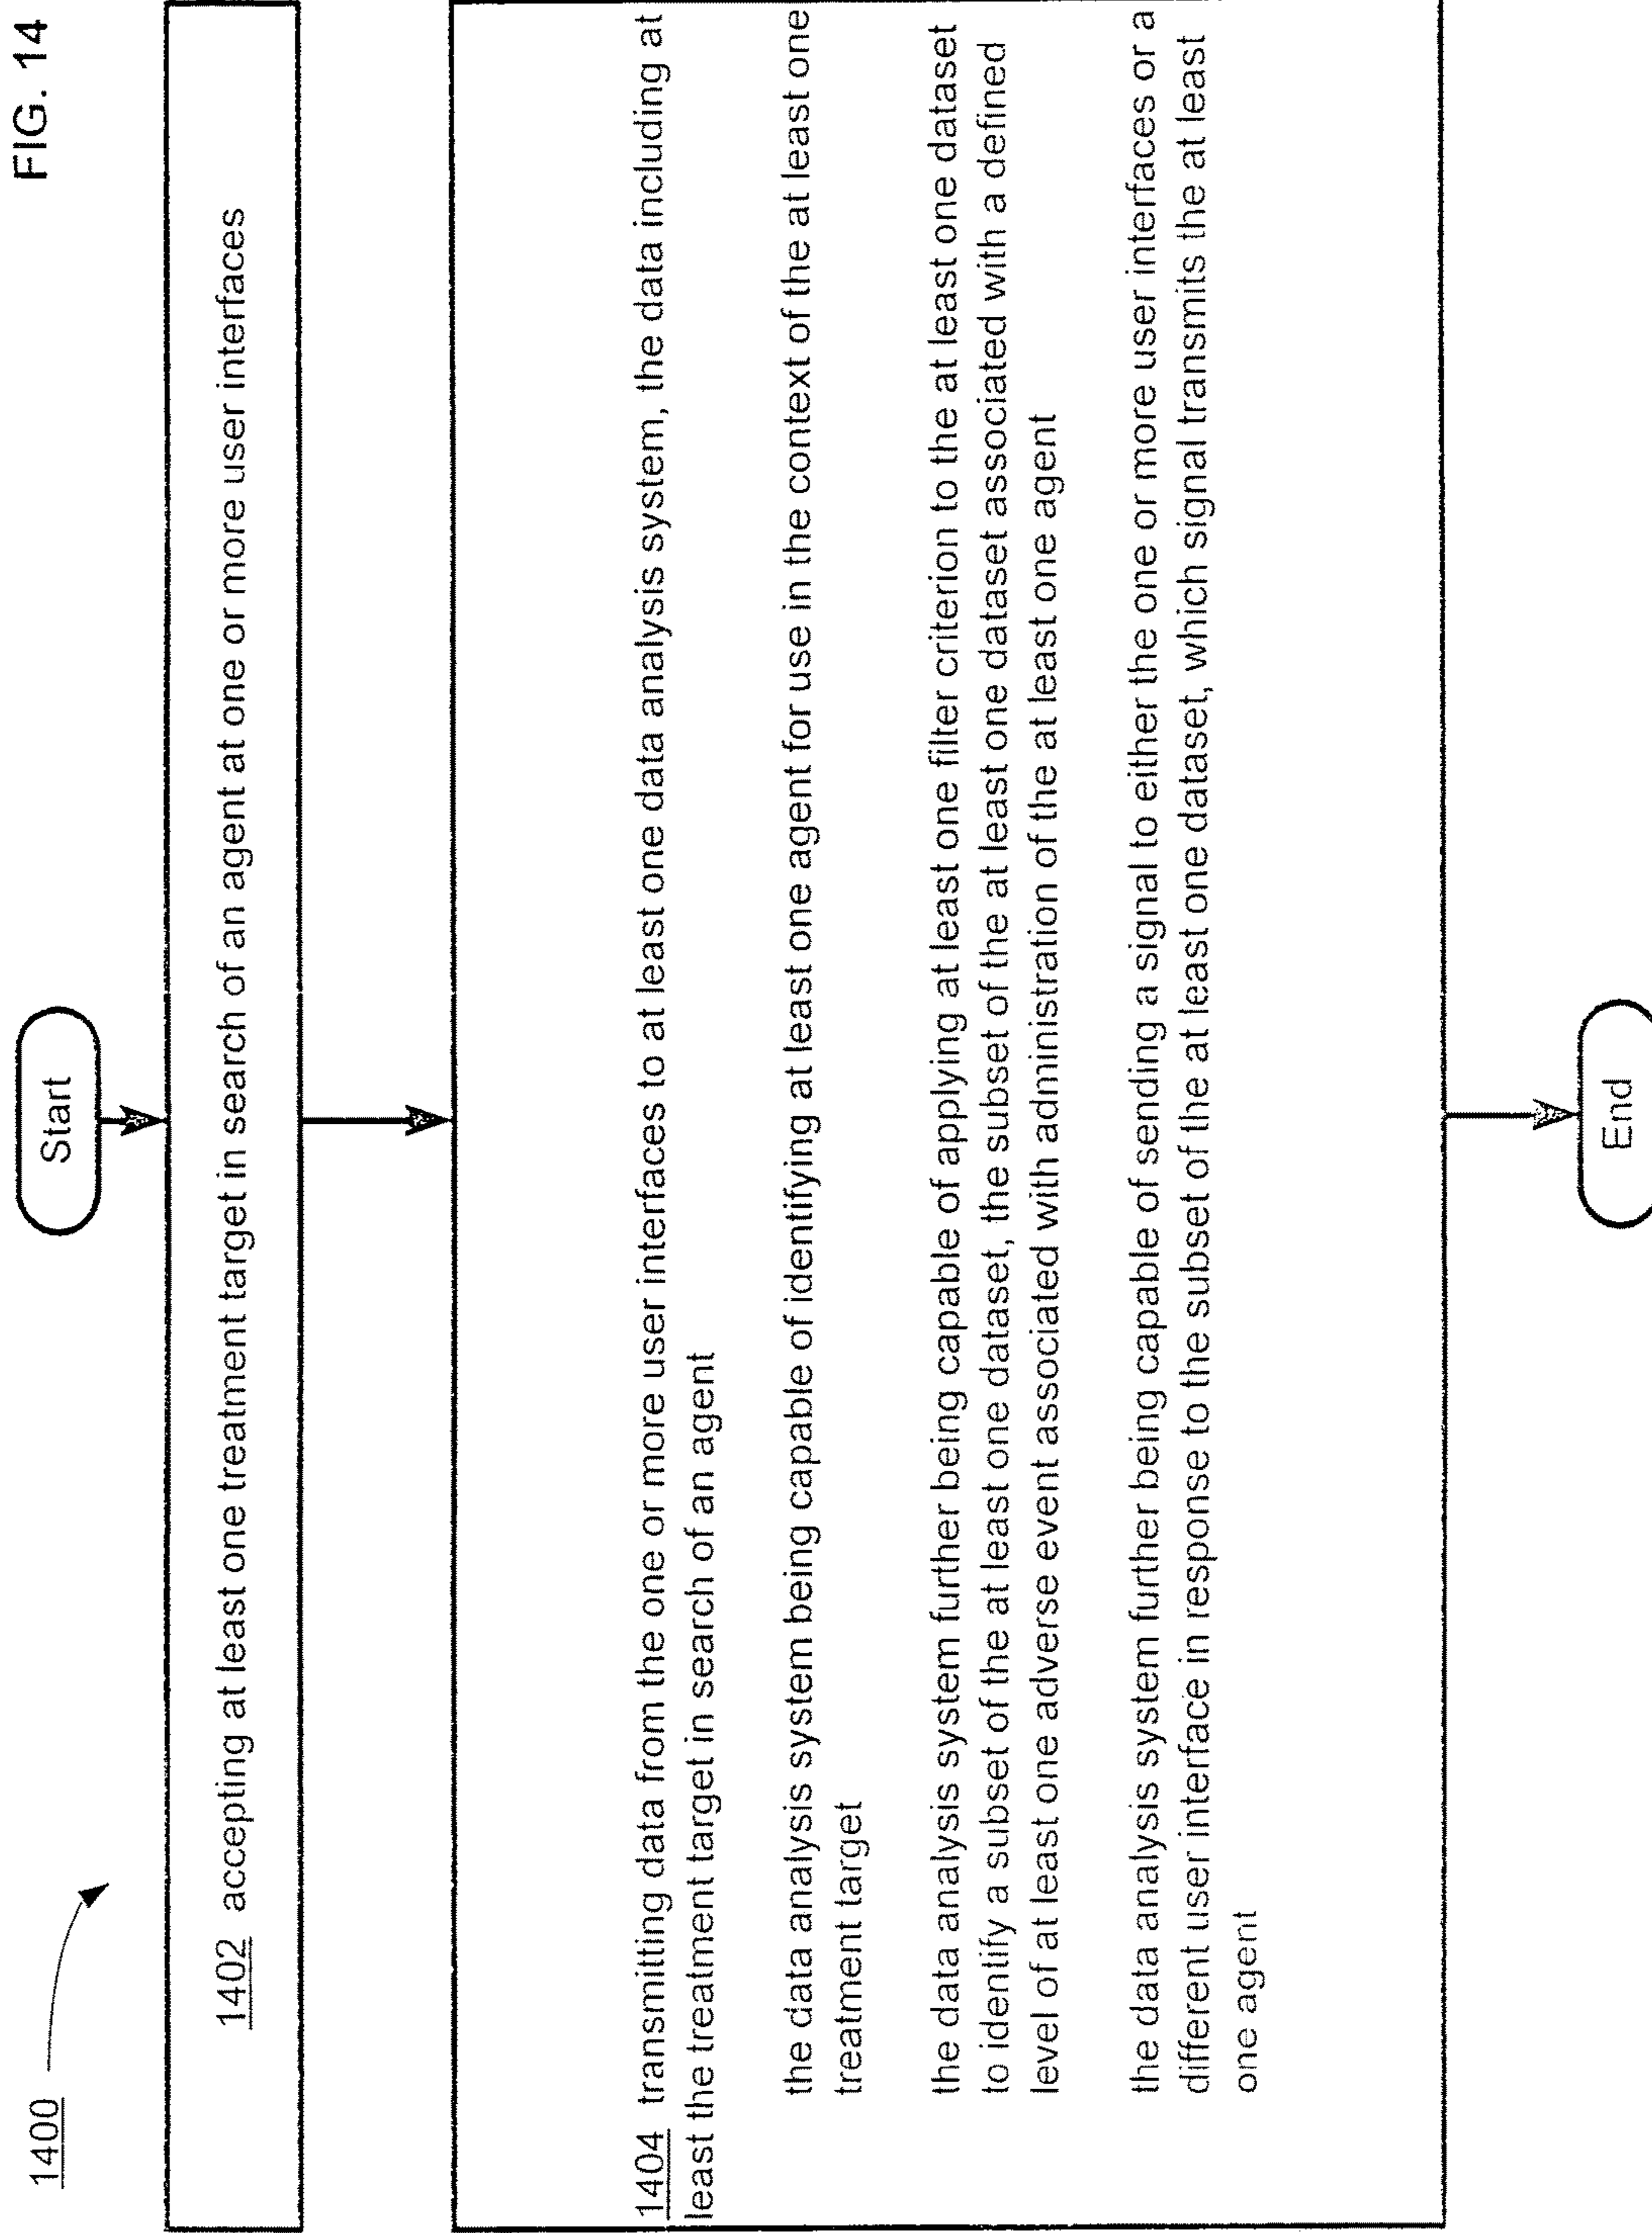 FIG. 14
1400
Start
1402 accepting at least one treatment target in search of an agent at one or more user interfaces
1404 transmitting data from the one or more user interfaces to at least one data analysis system, the data including at
least the treatment target in search of an agent
the data analysis system being capable of identifying at least one agent for use in the context of the at least one
treatment target
the data analysis system further being capable of applying at least one filter criterion to the at least one dataset
to identify a subset of the at least one dataset, the subset of the at least one dataset associated with a defined
level of at least one adverse event associated with administration of the at least one agent
the data analysis system further being capable of sending a signal to either the one or more user interfaces or a
different user interface in response to the subset of the at least one dataset, which signal transmits the at least
one agent
End